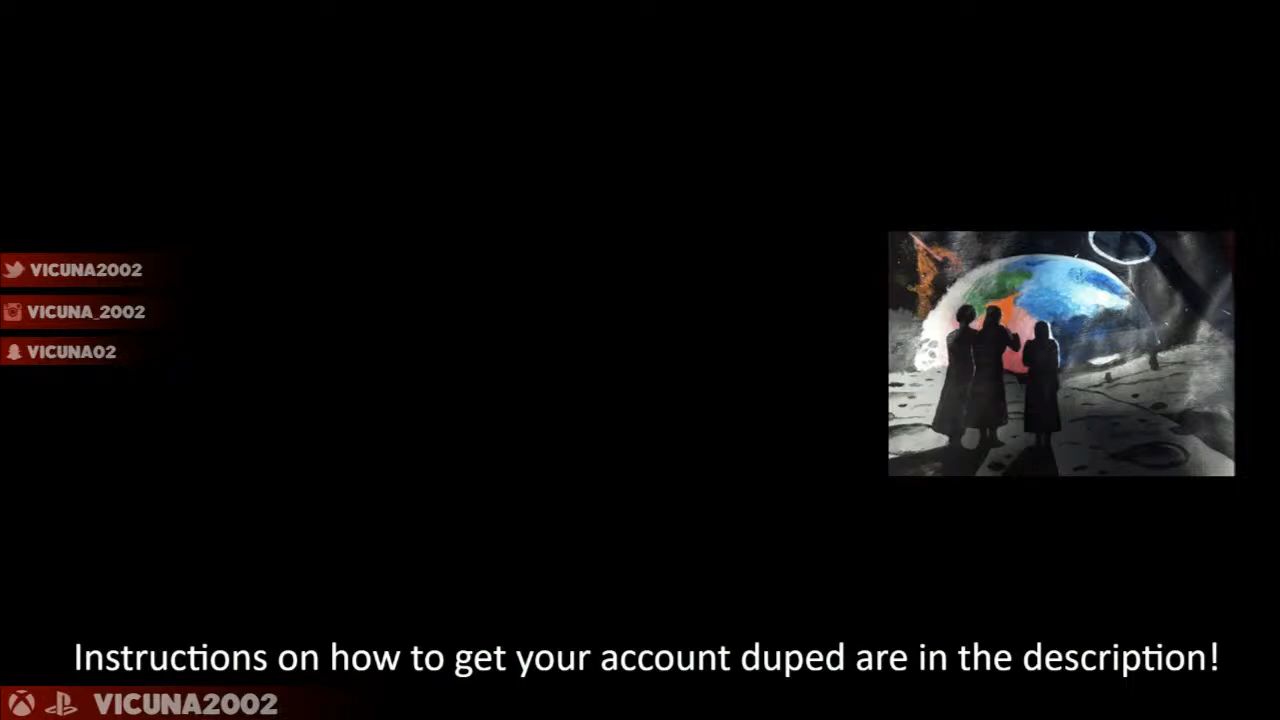 VICUNA2002
VICUNA_2002
VICUNA02
Instructions on how to get your account duped are in the description!
VICUNA2002